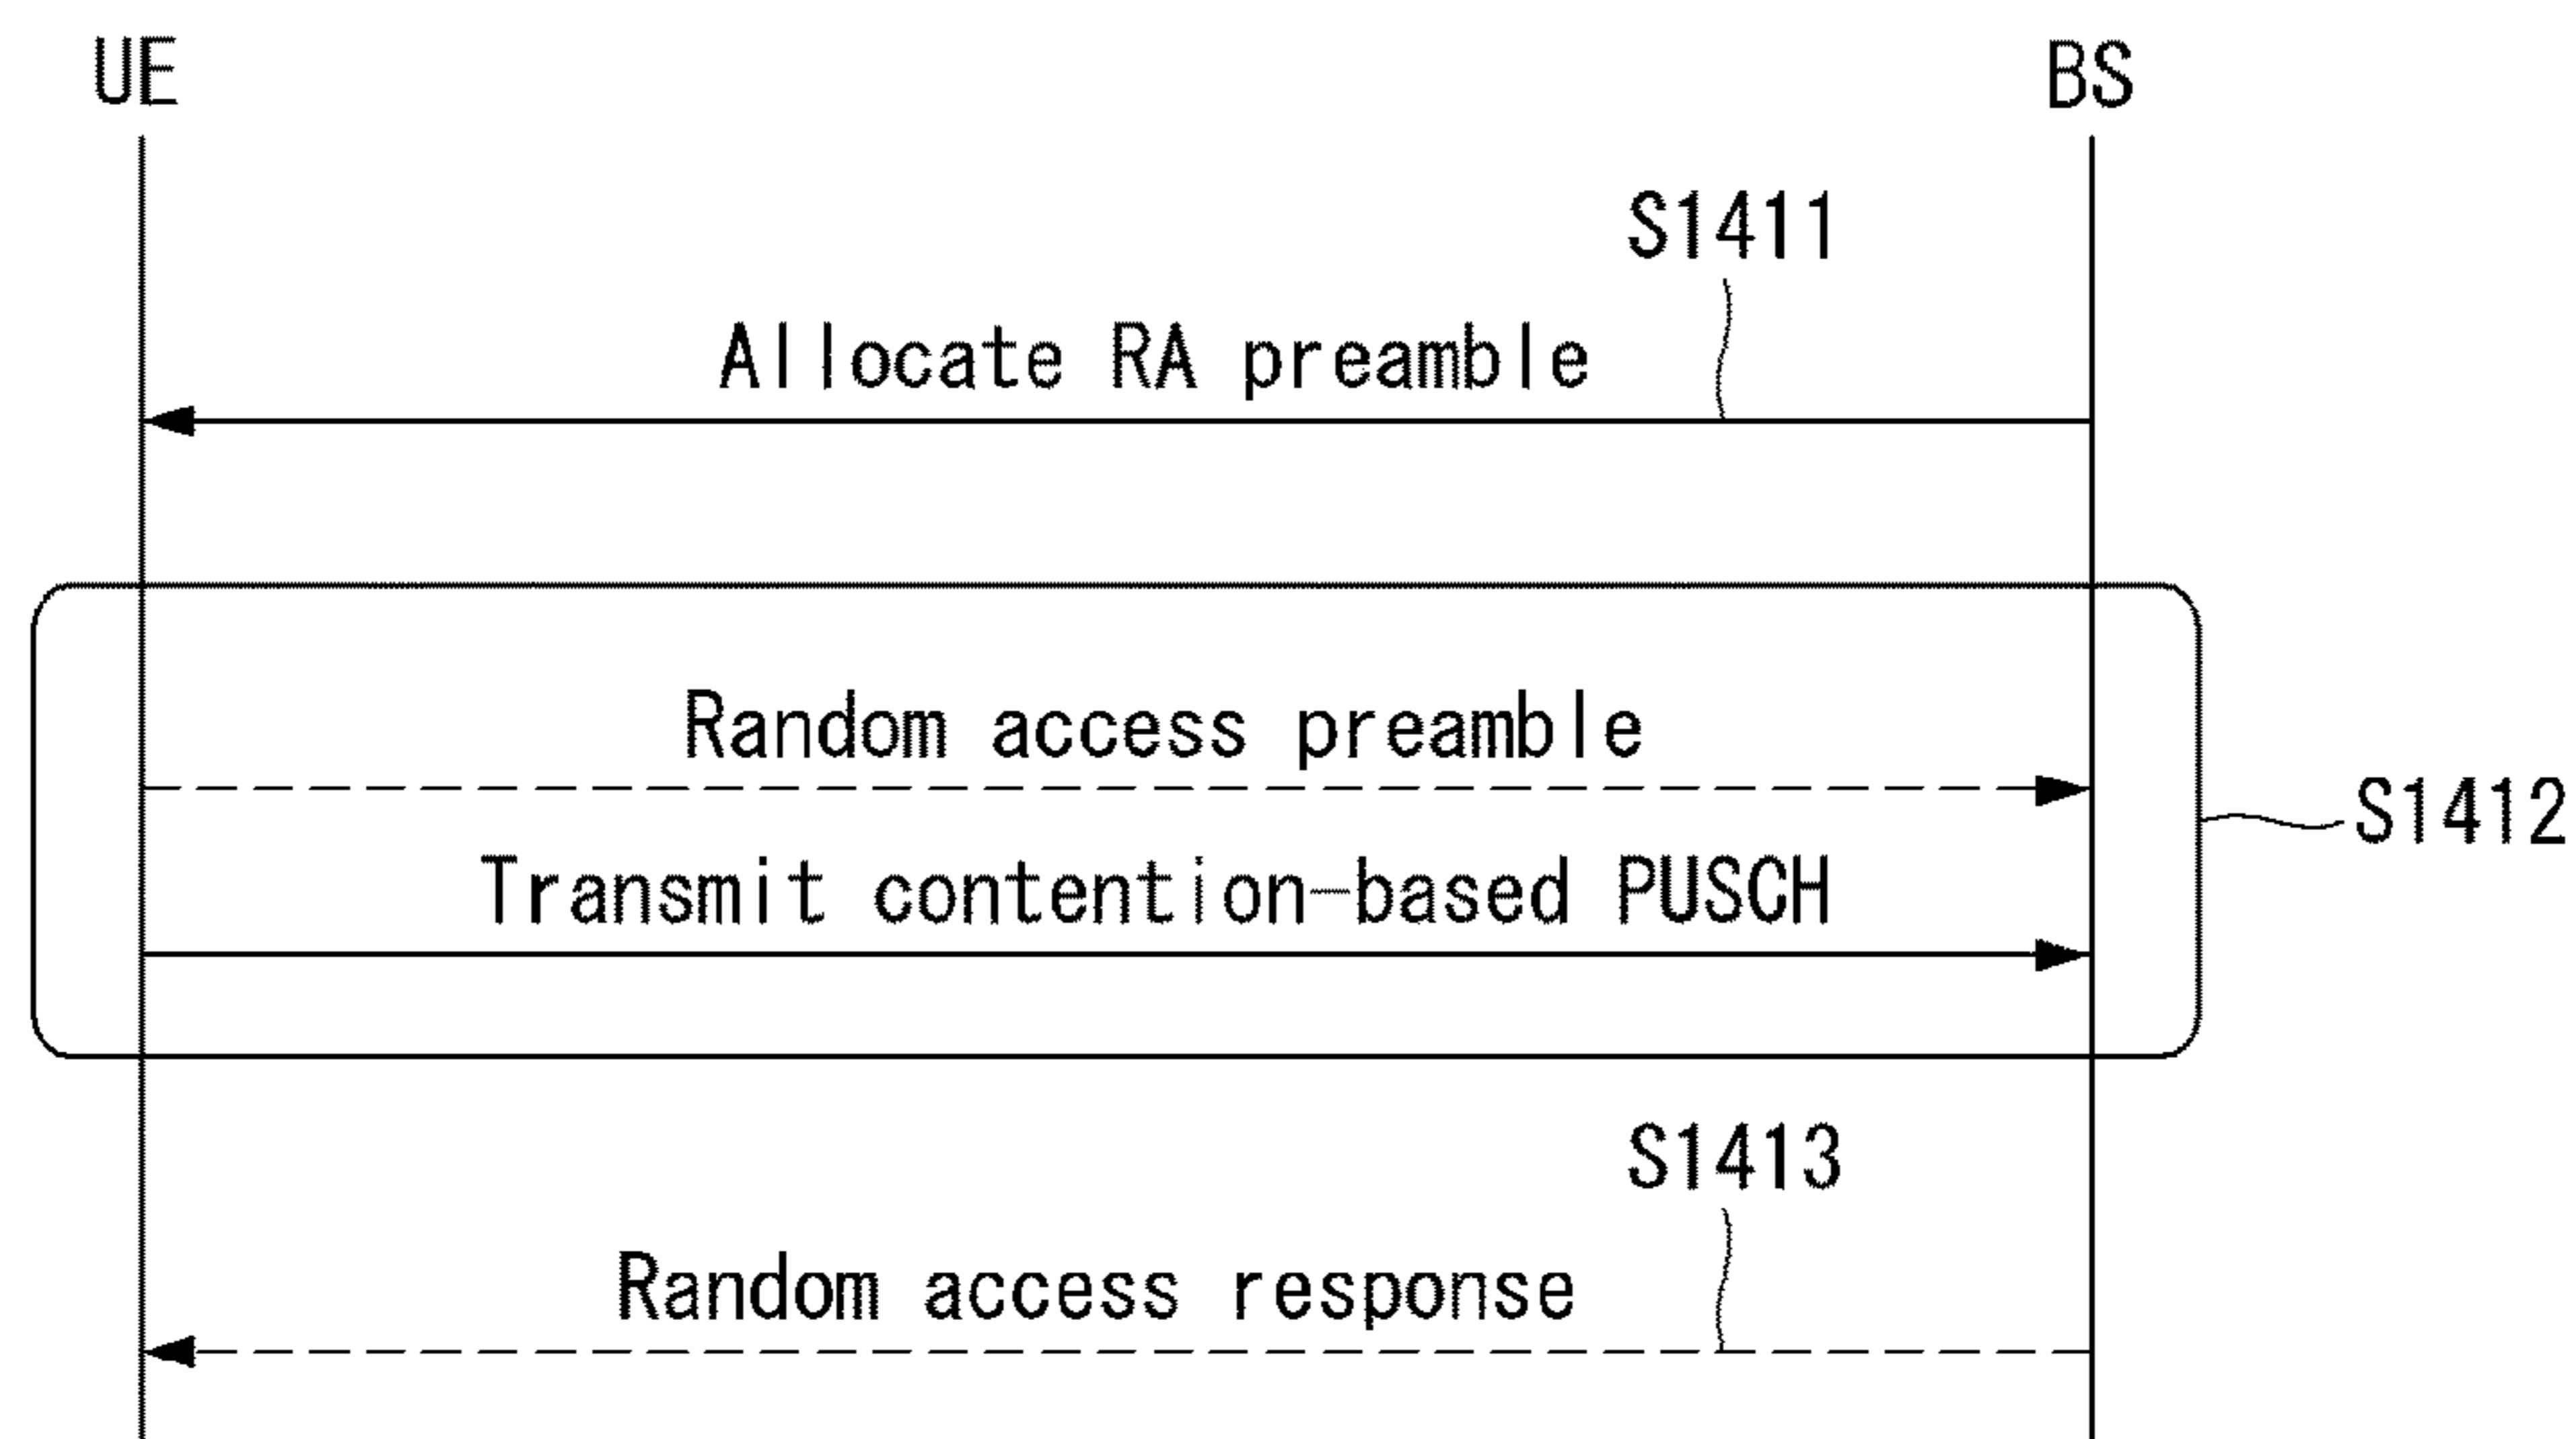 UE
BS
S1411
Allocate RA preamble
Random access preamble
S1412
Transmit contention-based PUSCH
S1413
Random access response